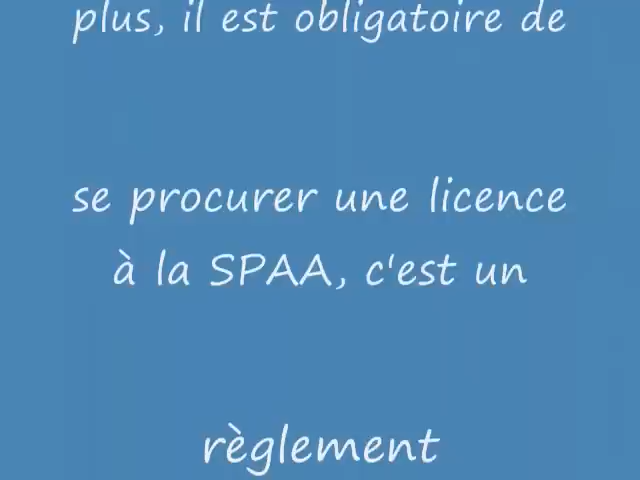 plus, il est obligatoire de
se procurer une licence
à la SPAA, c'est un
règlement